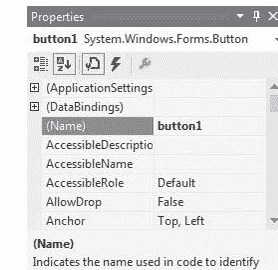 Properties
button1 System.Windows.Forms.Button
(ApplicationSettings
(DataBindings)
(Name) button1
AccessibleDescriptio
AccessibleName
AccessibleRole Default
AllowDrop False
Anchor Top, Left
(Name)
Indicates the name used in code to identify